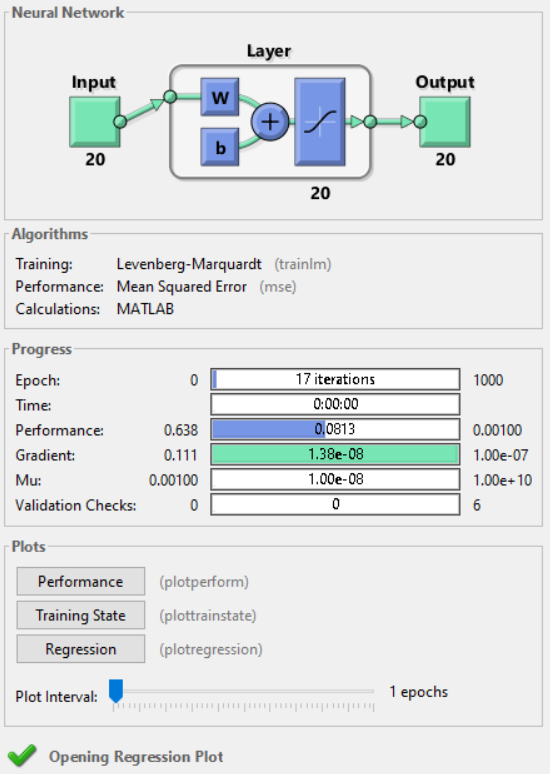 Neural Network
Layer
Input
Output
W
b
+
20
20
20
Algorithms
Training: Levenberg-Marquardt (trainlm)
Performance: Mean Squared Error (mse)
Calculations: MATLAB
Progress
Epoch: 0 17 iterations 1000
Time: 0:00:00
Performance: 0.638 0.0813 0.00100
Gradient: 0.111 1.38e-08 1.00e-07
Mu: 0.00100 1.00e-08 1.00e+10
Validation Checks: 0 0 6
Plots
Performance (plotperform)
Training State (plottrainstate)
Regression (plotregression)
Plot Interval: 1 epochs
Opening Regression Plot